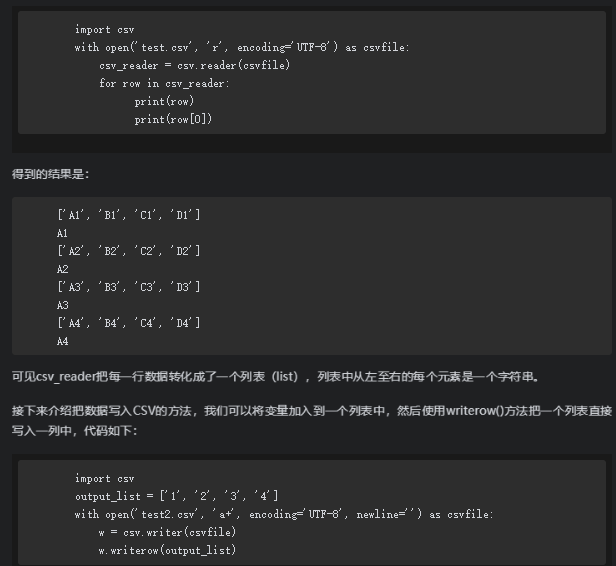 import csv
with open('test.csv', 'r', encoding='UTF-8') as csvfile:
    csv_reader = csv.reader(csvfile)
    for row in csv_reader:
        print(row)
        print(row[0])
得到的结果是：
['A1', 'B1', 'C1', 'D1']
A1
['A2', 'B2', 'C2', 'D2']
A2
['A3', 'B3', 'C3', 'D3']
A3
['A4', 'B4', 'C4', 'D4']
A4
可见csv_reader把每一行数据转化成了一个列表（list），列表中从左至右的每个元素是一个字符串。
接下来介绍把数据写入CSV的方法，我们可以将变量加入到一个列表中，然后使用writerow()方法把一个列表直接
写入一列中，代码如下：
import csv
output_list = ['1', '2', '3', '4']
with open('test2.csv', 'a+', encoding='UTF-8', newline='') as csvfile:
    w = csv.writer(csvfile)
    w.writerow(output_list)